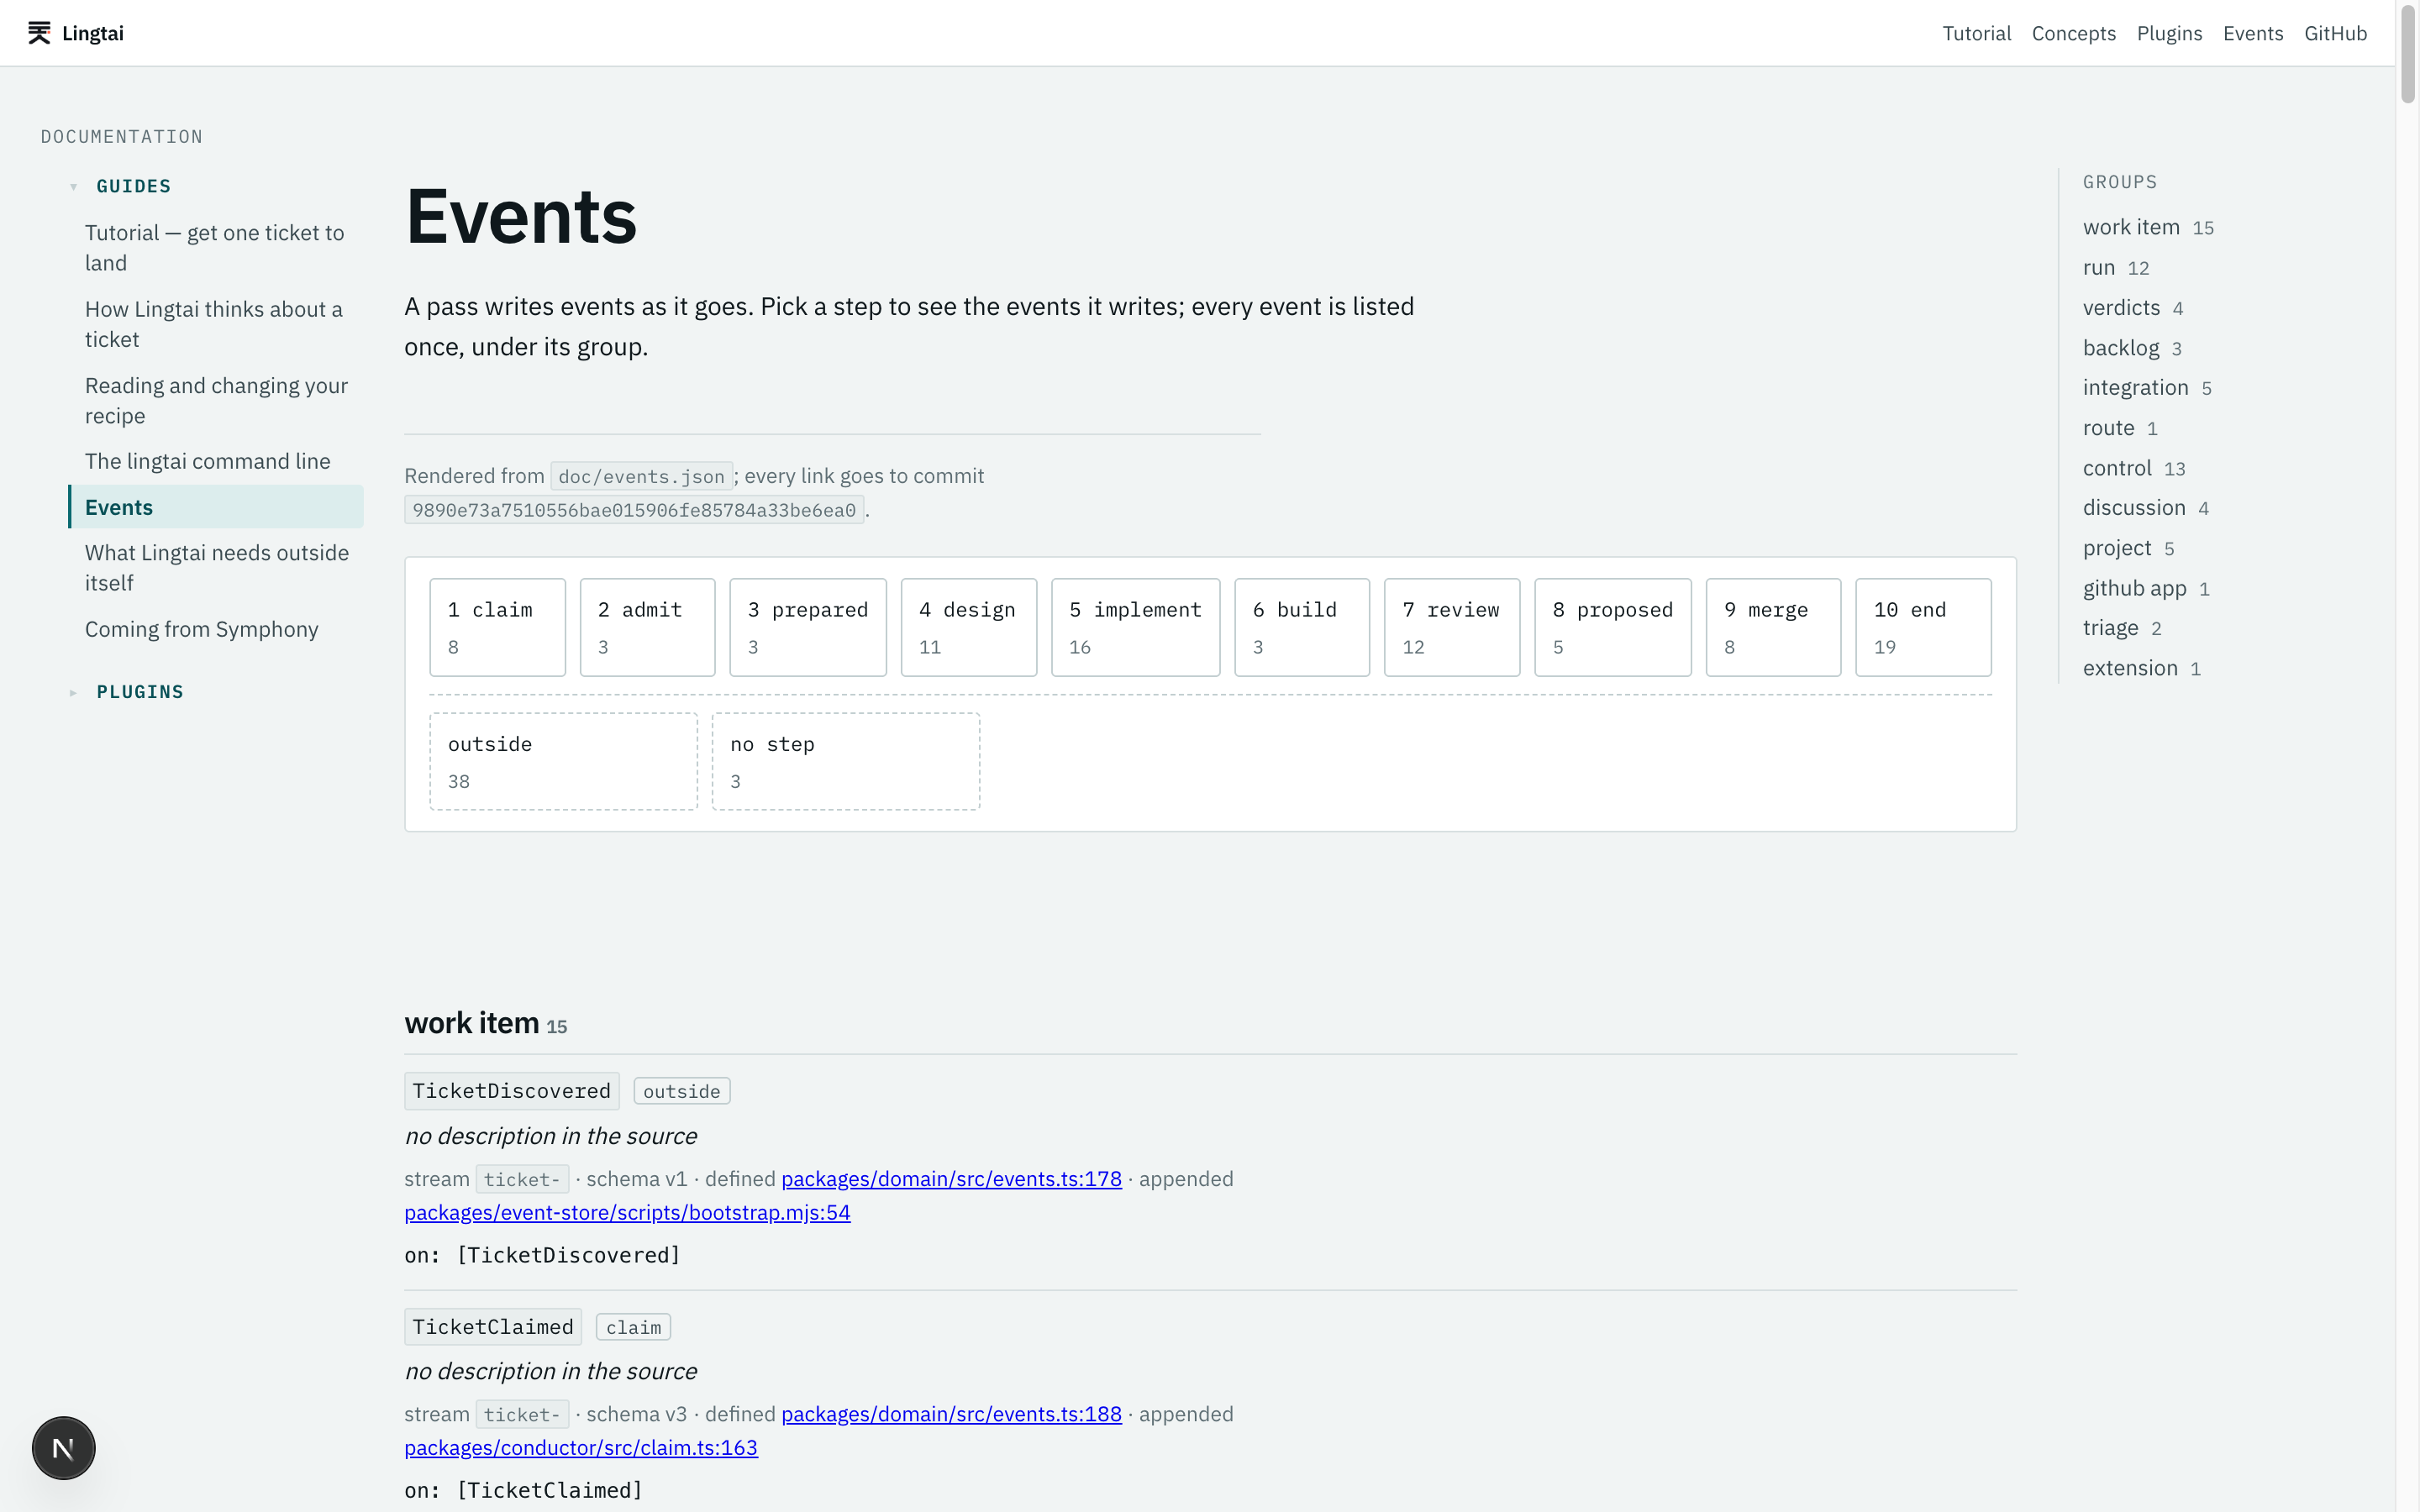 Lingtai
Tutorial Concepts Plugins Events GitHub
DOCUMENTATION
▾ GUIDES
Tutorial — get one ticket to
land
How Lingtai thinks about a
ticket
Reading and changing your
recipe
The lingtai command line
Events
What Lingtai needs outside
itself
Coming from Symphony
▸ PLUGINS
Events
A pass writes events as it goes. Pick a step to see the events it writes; every event is listed
once, under its group.
Rendered from doc/events.json; every link goes to commit
9890e73a7510556bae015906fe85784a33be6ea0.
1 claim
8
2 admit
3
3 prepared
3
4 design
11
5 implement
16
6 build
3
7 review
12
8 proposed
5
9 merge
8
10 end
19
outside
38
no step
3
work item 15
TicketDiscovered outside
no description in the source
stream ticket- · schema v1 · defined packages/domain/src/events.ts:178 · appended
packages/event-store/scripts/bootstrap.mjs:54
on: [TicketDiscovered]
TicketClaimed claim
no description in the source
stream ticket- · schema v3 · defined packages/domain/src/events.ts:188 · appended
packages/conductor/src/claim.ts:163
on: [TicketClaimed]
GROUPS
work item 15
run 12
verdicts 4
backlog 3
integration 5
route 1
control 13
discussion 4
project 5
github app 1
triage 2
extension 1
N